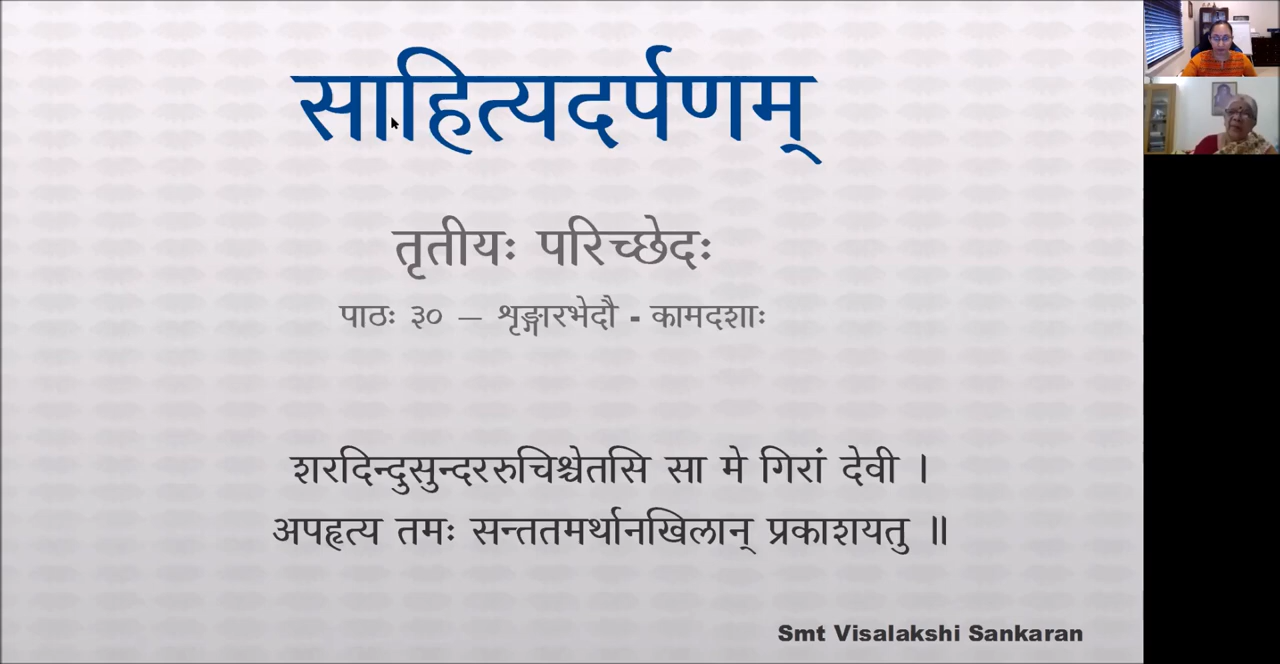 साहित्यदर्पणम्
तृतीयः परिच्छेदः
पाठः ३० – शृङ्गारभेदौ - कामदशाः
शरदिन्दुसुन्दररुचिश्चेतसि सा मे गिरां देवी ।
अपहृत्य तमः सन्ततमर्थानखिलान् प्रकाशयतु ॥
Smt Visalakshi Sankaran